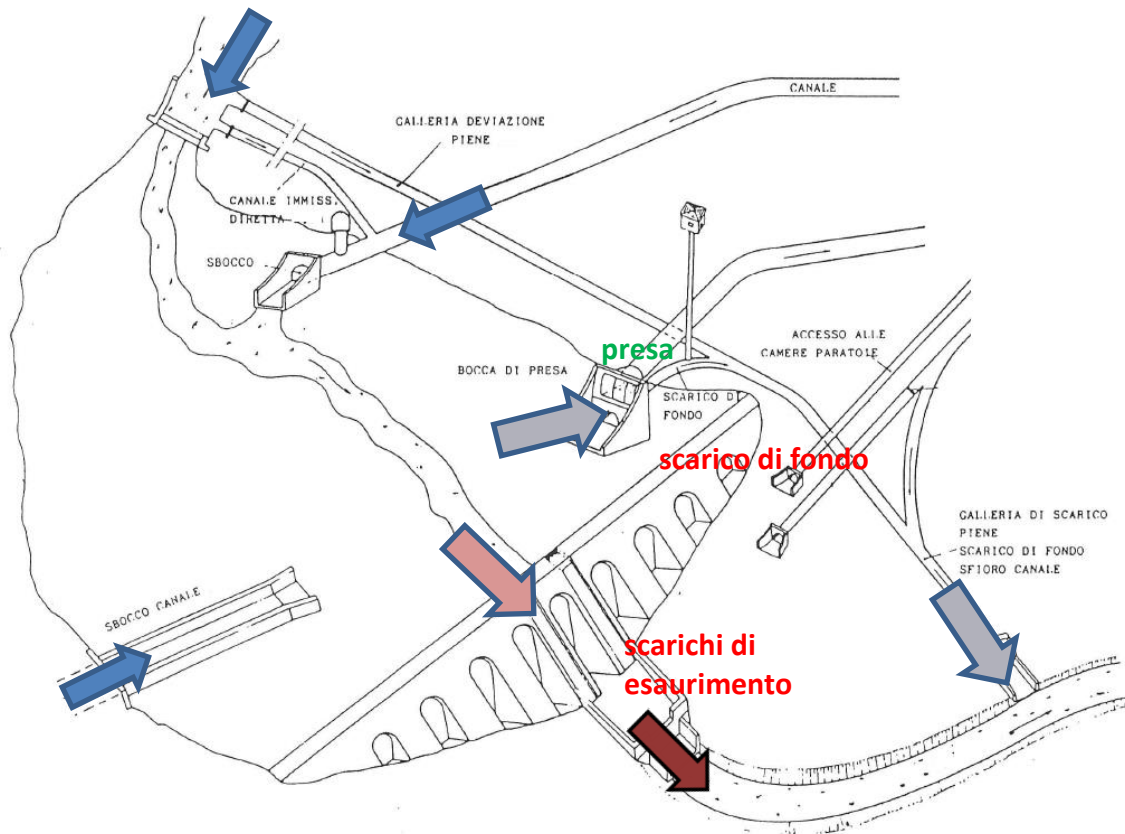 CANALE
GALLERIA DEVIAZIONE
PIENE
CANALE IMMISS.
DIRETTA
SBOCCO
presa
BOCCA DI PRESA
ACCESSO ALLE
CAMERE PARATOLE
SCARICO DI
FONDO
scarico di fondo
GALLERIA DI SCARICO
PIENE
SCARICO DI FONDO
SFIORO CANALE
SBOCCO CANALE
scarichi di
esaurimento